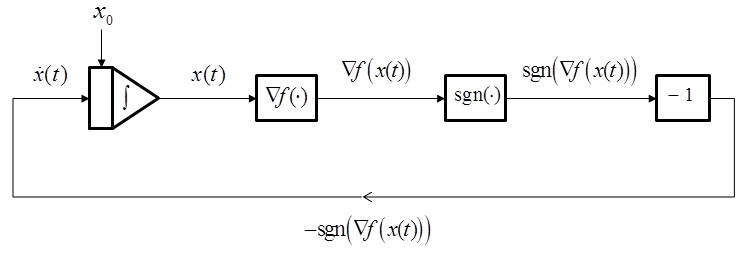 x₀
ẋ(t) x(t) ∇f(x(t)) sgn(∇f(x(t)))
∫ ∇f(·) sgn(·) − 1
−sgn(∇f(x(t)))